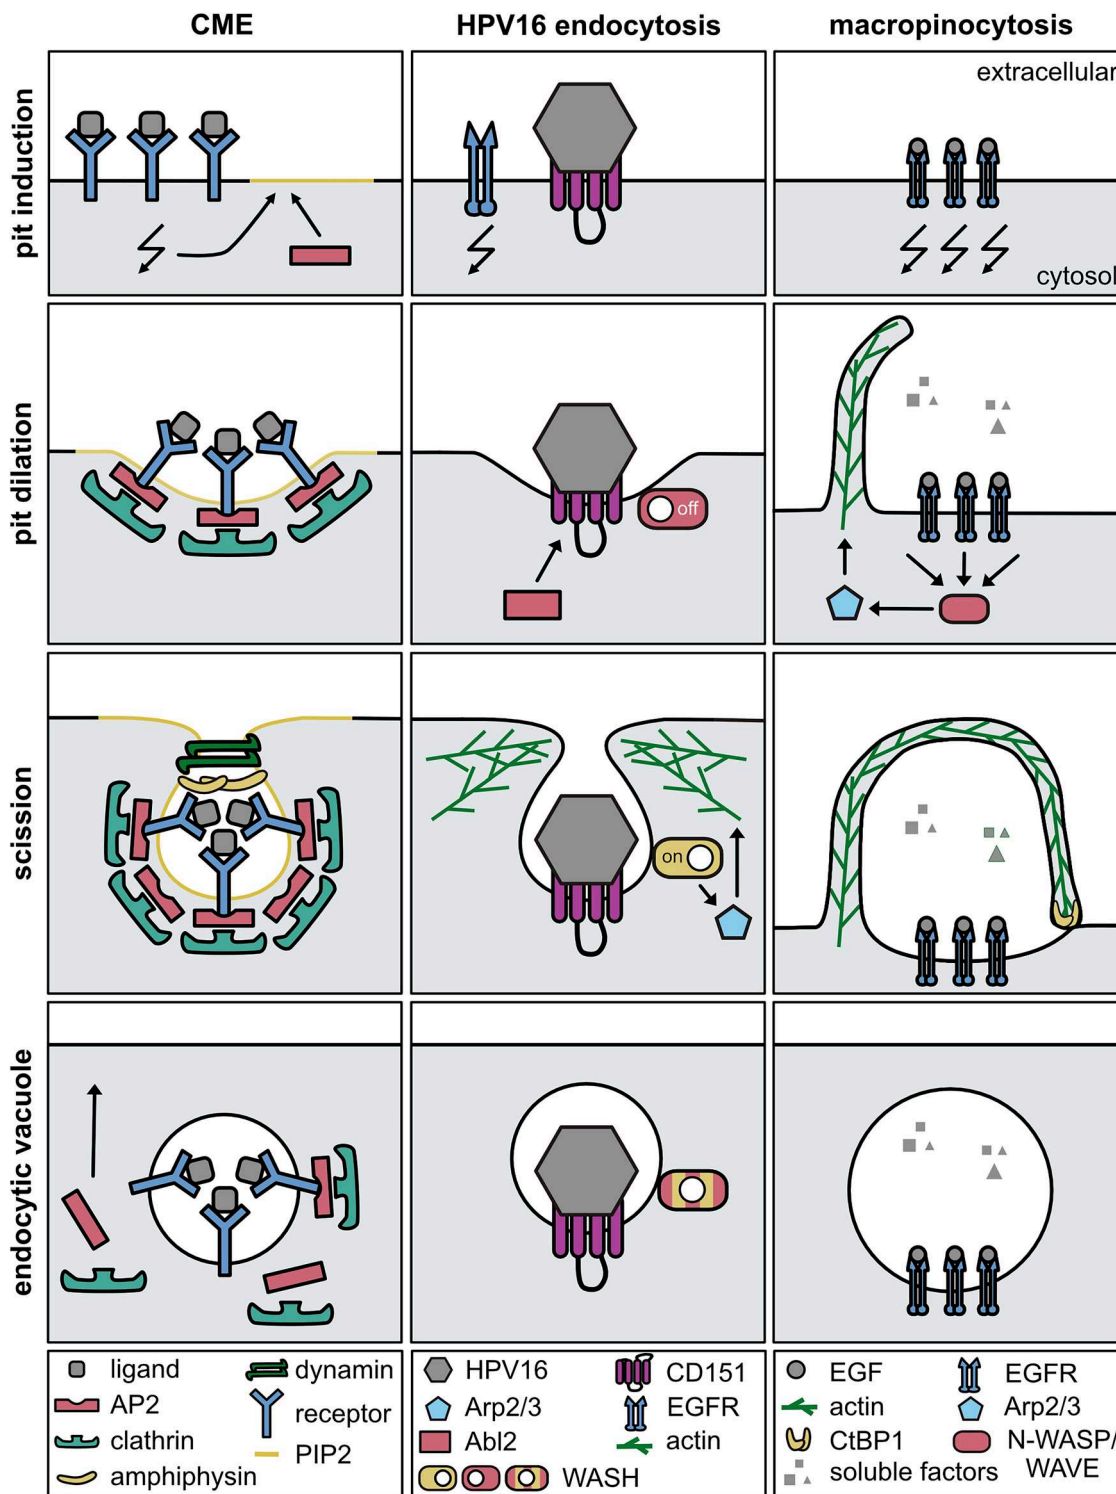 CME
HPV16 endocytosis
macropinocytosis
pit induction
extracellular
cytosol
pit dilation
off
scission
on
endocytic vacuole
ligand
dynamin
AP2
receptor
clathrin
PIP2
amphiphysin
HPV16
CD151
Arp2/3
EGFR
Abl2
actin
WASH
EGF
EGFR
actin
Arp2/3
CtBP1
N-WASP/
WAVE
soluble factors